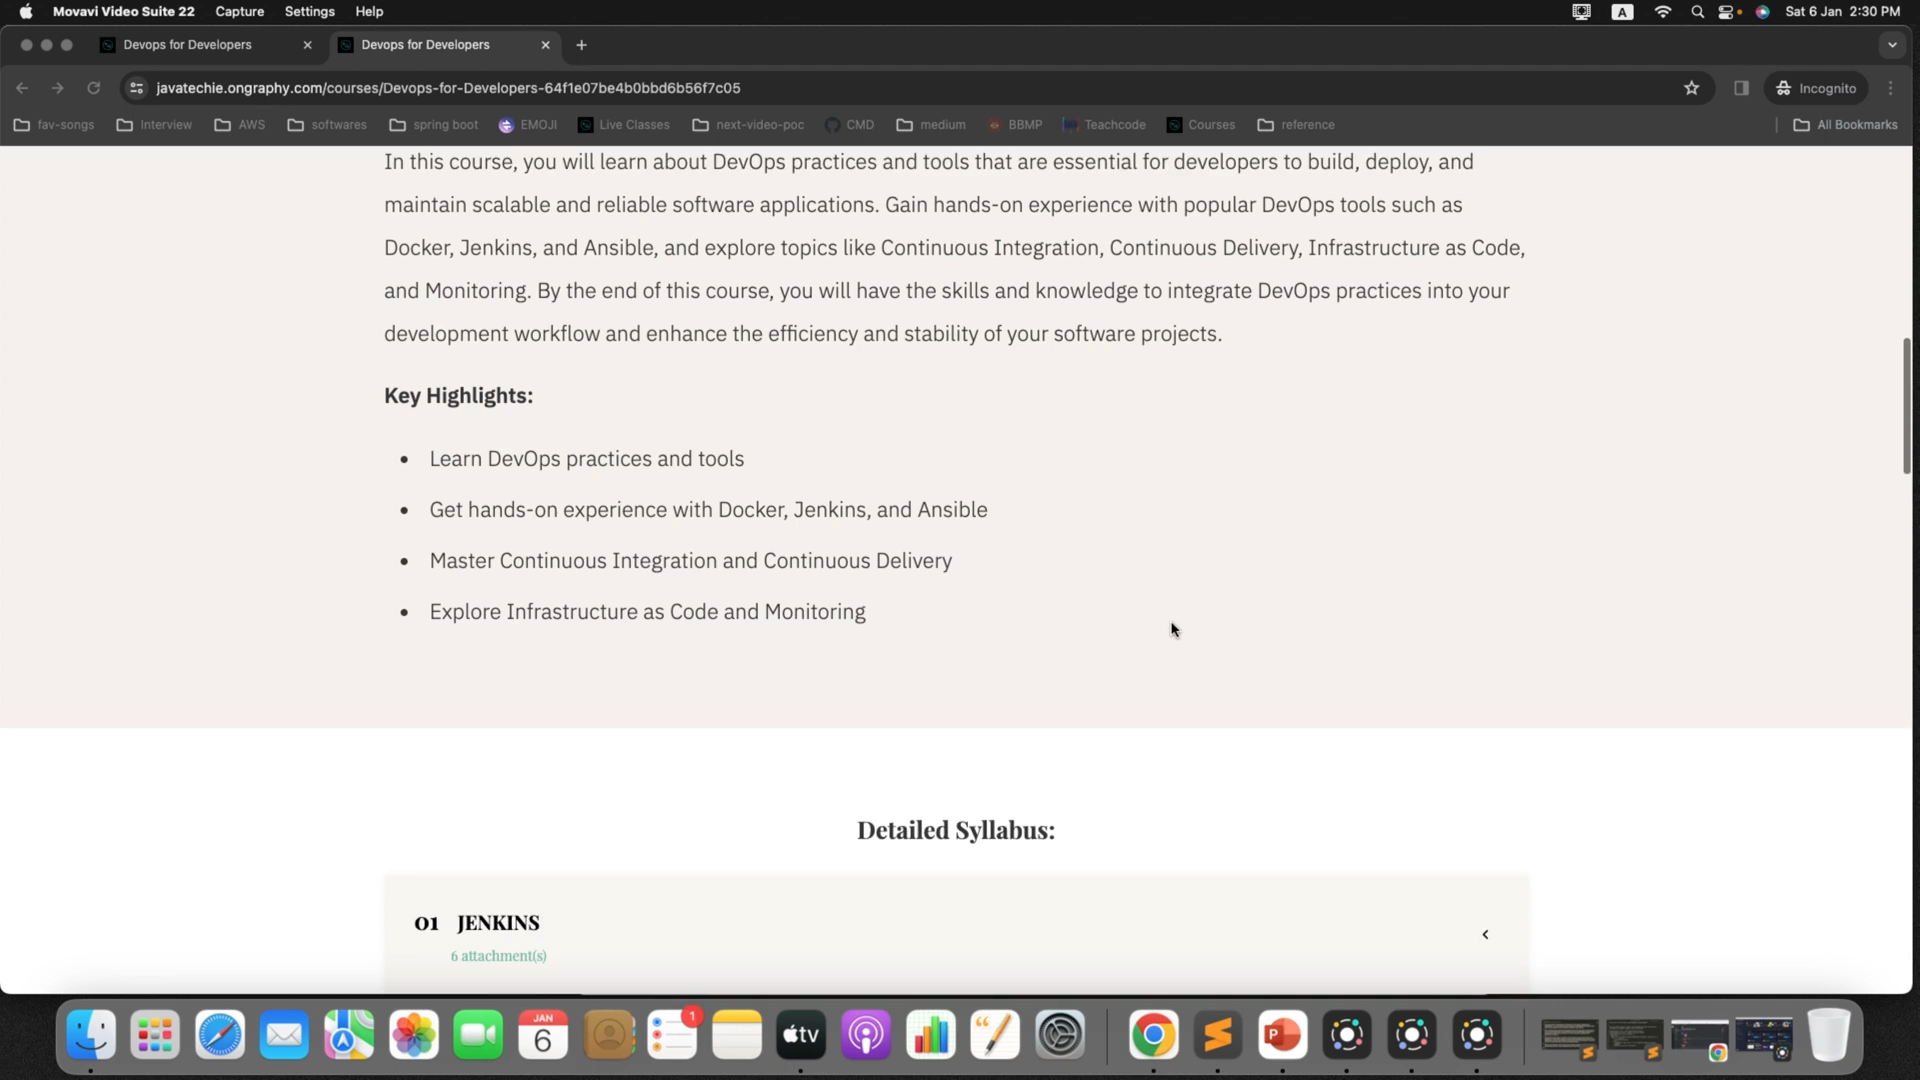 Movavi Video Suite 22 Capture Settings Help A Sat 6 Jan 2:30 PM
Devops for Developers Devops for Developers
javatechie.ongraphy.com/courses/Devops-for-Developers-64f1e07be4b0bbd6b56f7c05 Incognito
fav-songs Interview AWS softwares spring boot EMOJI Live Classes next-video-poc CMD medium BBMP Teachcode Courses reference All Bookmarks
In this course, you will learn about DevOps practices and tools that are essential for developers to build, deploy, and
maintain scalable and reliable software applications. Gain hands-on experience with popular DevOps tools such as
Docker, Jenkins, and Ansible, and explore topics like Continuous Integration, Continuous Delivery, Infrastructure as Code,
and Monitoring. By the end of this course, you will have the skills and knowledge to integrate DevOps practices into your
development workflow and enhance the efficiency and stability of your software projects.
Key Highlights:
• Learn DevOps practices and tools
• Get hands-on experience with Docker, Jenkins, and Ansible
• Master Continuous Integration and Continuous Delivery
• Explore Infrastructure as Code and Monitoring
Detailed Syllabus:
01 JENKINS
6 attachment(s)
JAN
6
1
tv
P